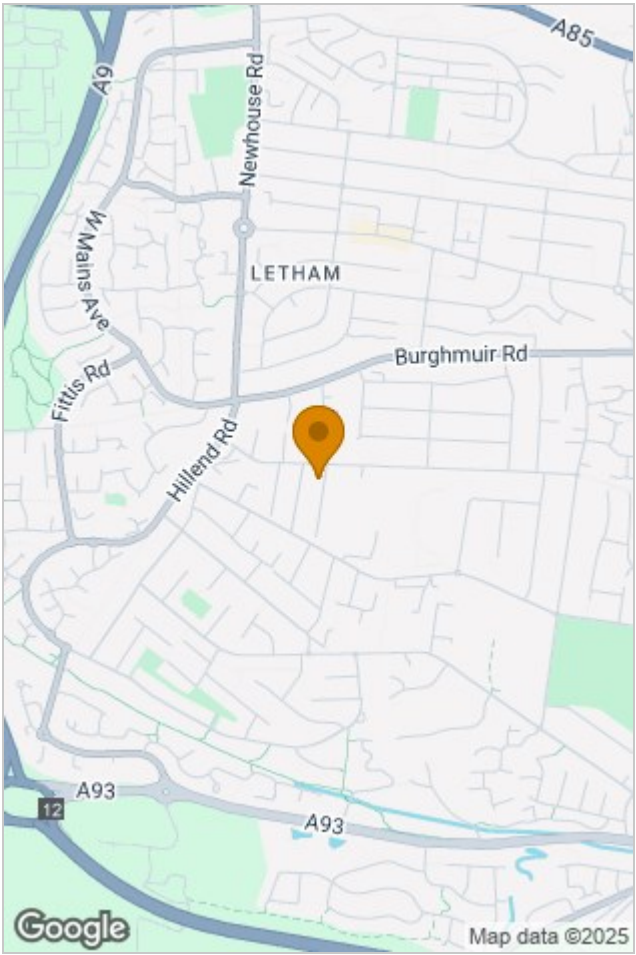 A85
A9
Newhouse Rd
W Mains Ave
LETHAM
Burghmuir Rd
Fittis Rd
Hillend Rd
A93
12
A93
Google
Map data ©2025